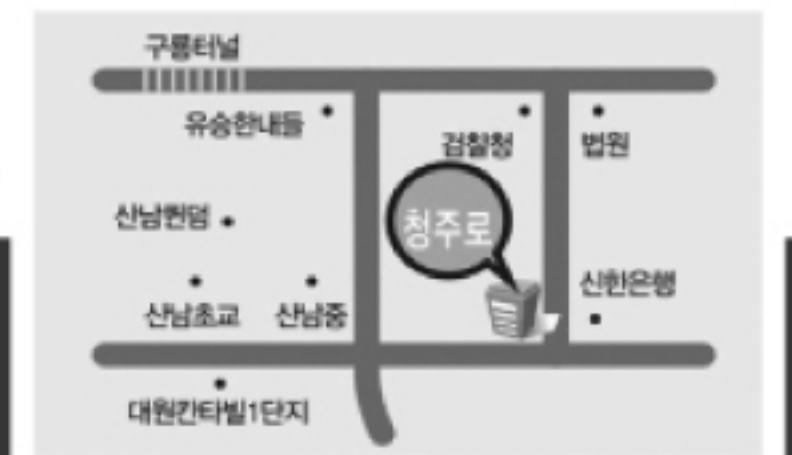 구룡터널
유승한내들
검찰청
법원
산남퀸덤
청주로
신한은행
산남초교
산남중
대원칸타빌1단지